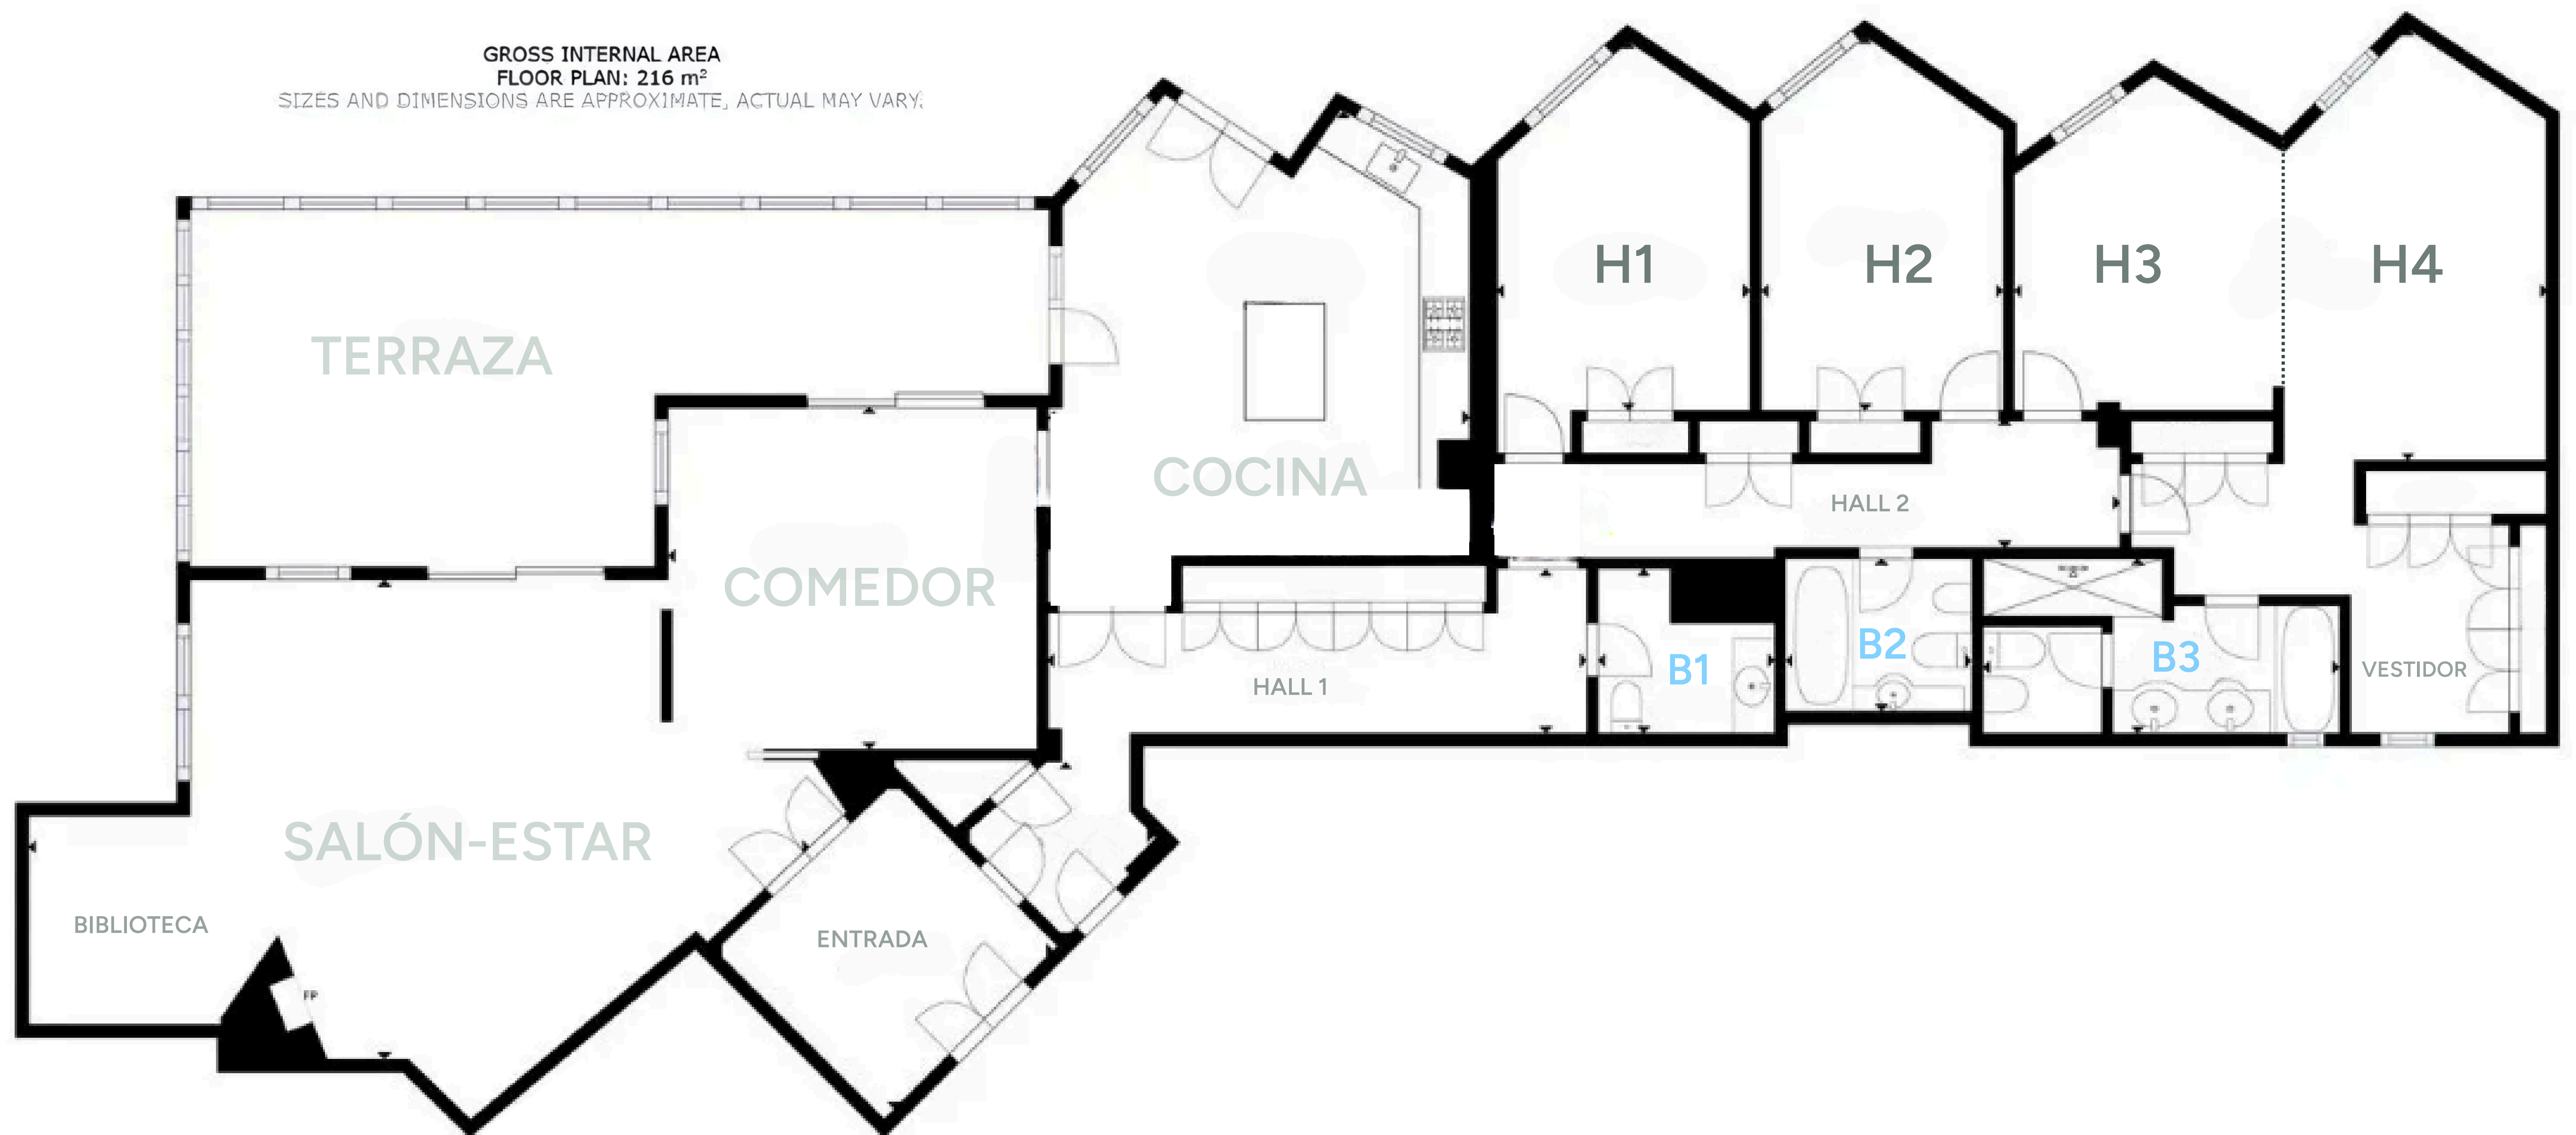 GROSS INTERNAL AREA
FLOOR PLAN: 216 m²
SIZES AND DIMENSIONS ARE APPROXIMATE, ACTUAL MAY VARY.
H1
H2
H3
H4
TERRAZA
COCINA
HALL 2
COMEDOR
B1
B2
B3
VESTIDOR
HALL 1
SALÓN-ESTAR
BIBLIOTECA
ENTRADA
FP